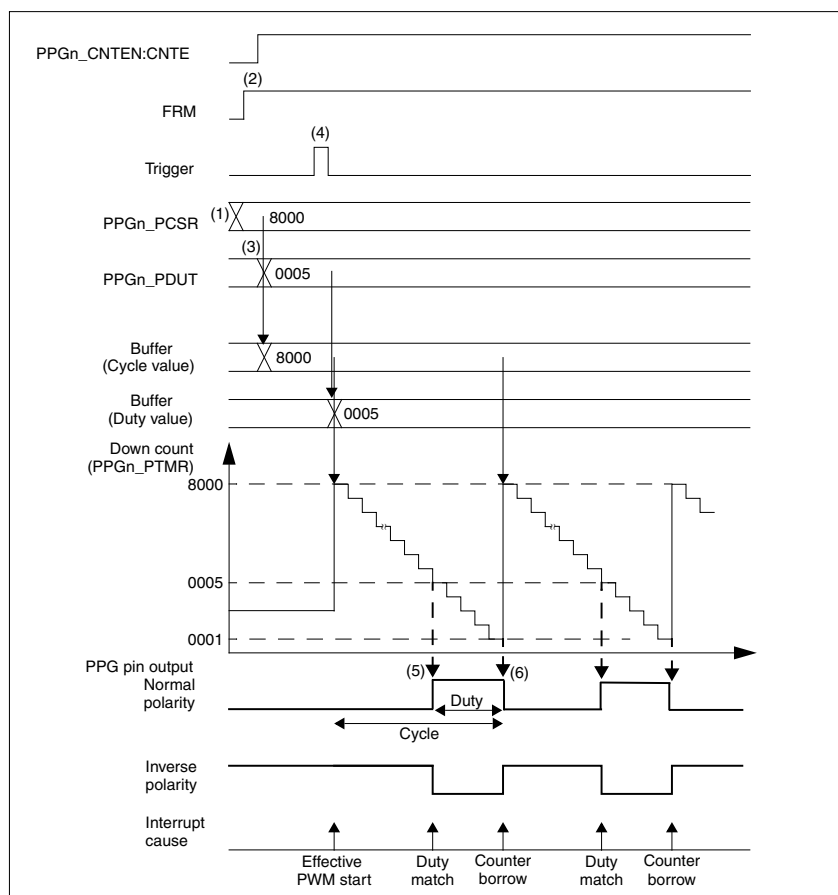 PPGn_CNTEN:CNTE
(2)
FRM
(4)
Trigger
(1)
PPGn_PCSR
8000
(3)
PPGn_PDUT
0005
Buffer
(Cycle value)
8000
Buffer
(Duty value)
0005
Down count
(PPGn_PTMR)
8000
0005
0001
PPG pin output
Normal
polarity
(5)
(6)
Duty
Cycle
Inverse
polarity
Interrupt
cause
Effective
PWM start
Duty
match
Counter
borrow
Duty
match
Counter
borrow